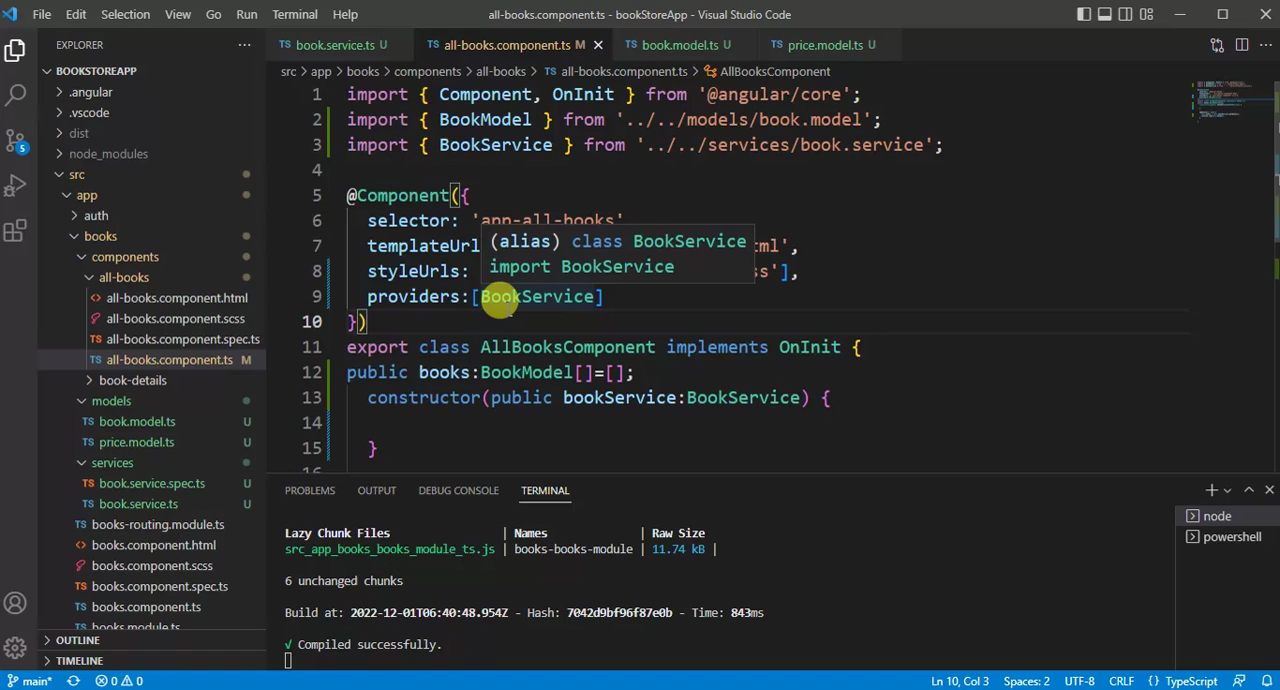 File Edit Selection View Go Run Terminal Help all-books.component.ts - bookStoreApp - Visual Studio Code
EXPLORER
BOOKSTOREAPP
.angular
.vscode
dist
node_modules
src
app
auth
books
components
all-books
all-books.component.html
all-books.component.scss
all-books.component.spec.ts
all-books.component.ts M
book-details
models
book.model.ts U
price.model.ts U
services
book.service.spec.ts U
book.service.ts U
books-routing.module.ts
books.component.html
books.component.scss
books.component.spec.ts
books.component.ts
books.module.ts
OUTLINE
TIMELINE
5
TS book.service.ts U TS all-books.component.ts M TS book.model.ts U TS price.model.ts U
src > app > books > components > all-books > TS all-books.component.ts > AllBooksComponent
1 import { Component, OnInit } from '@angular/core';
2 import { BookModel } from '../../models/book.model';
3 import { BookService } from '../../services/book.service';
4
5 @Component({
6 selector: 'app-all-books',
7 templateUrl ml',
8 styleUrls: ss'],
9 providers:[BookService]
10 })
11 export class AllBooksComponent implements OnInit {
12 public books:BookModel[]=[];
13 constructor(public bookService:BookService) {
14
15 }
16
(alias) class BookService
import BookService
PROBLEMS OUTPUT DEBUG CONSOLE TERMINAL
Lazy Chunk Files | Names | Raw Size
src_app_books_books_module_ts.js | books-books-module | 11.74 kB |
6 unchanged chunks
Build at: 2022-12-01T06:40:48.954Z - Hash: 7042d9bf96f87e0b - Time: 843ms
√ Compiled successfully.
node
powershell
main* 0 0 Ln 10, Col 3 Spaces: 2 UTF-8 CRLF {} TypeScript